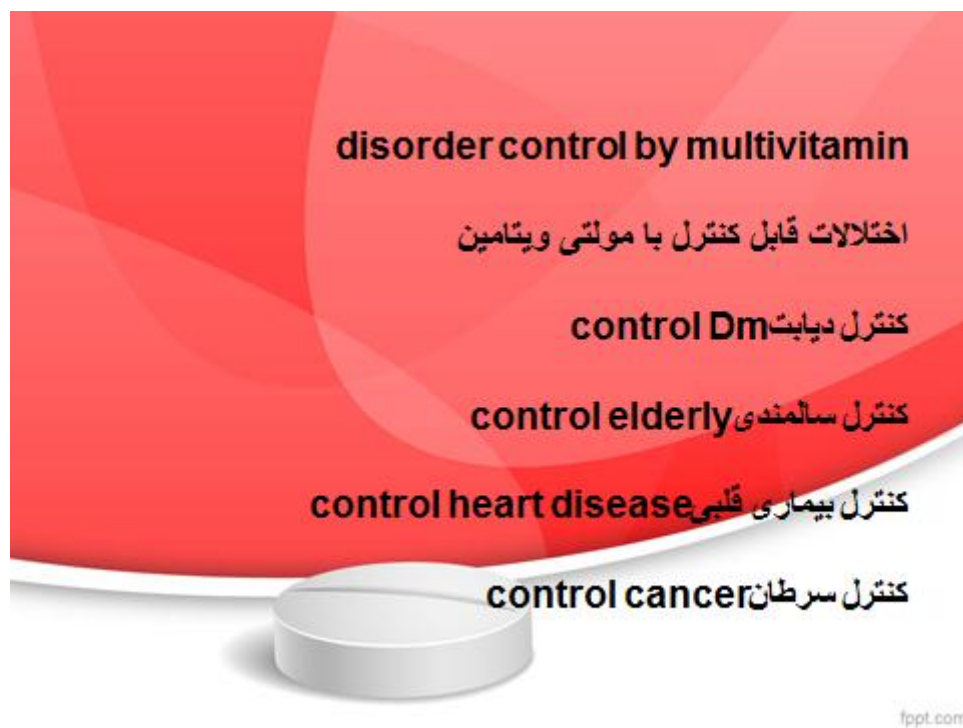 disorder control by multivitamin
اختلالات قابل کنترل با مولتی ویتامین
کنترل دیابتcontrol Dm
کنترل سالمندیcontrol elderly
کنترل بیماری قلبیcontrol heart disease
کنترل سرطانcontrol cancer
fppt.com